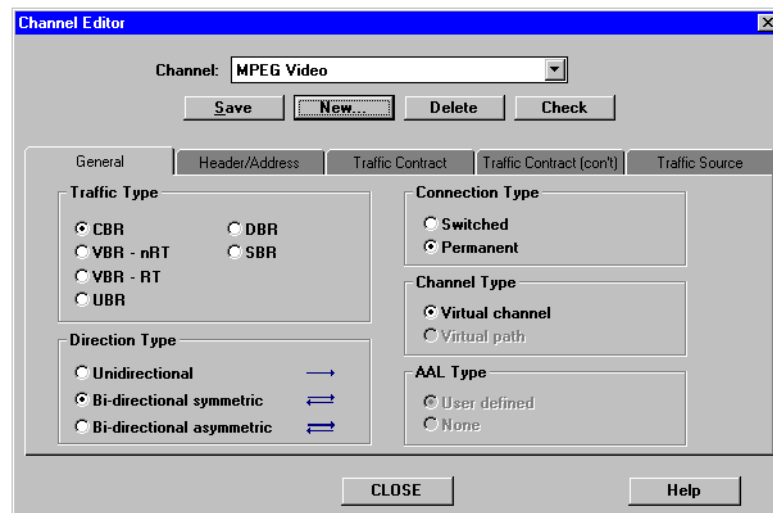 Channel Editor
Channel: MPEG Video
Save New... Delete Check
General Header/Address Traffic Contract Traffic Contract (con't) Traffic Source
Traffic Type
CBR DBR
VBR - nRT SBR
VBR - RT
UBR
Direction Type
Unidirectional
Bi-directional symmetric
Bi-directional asymmetric
Connection Type
Switched
Permanent
Channel Type
Virtual channel
Virtual path
AAL Type
User defined
None
CLOSE Help